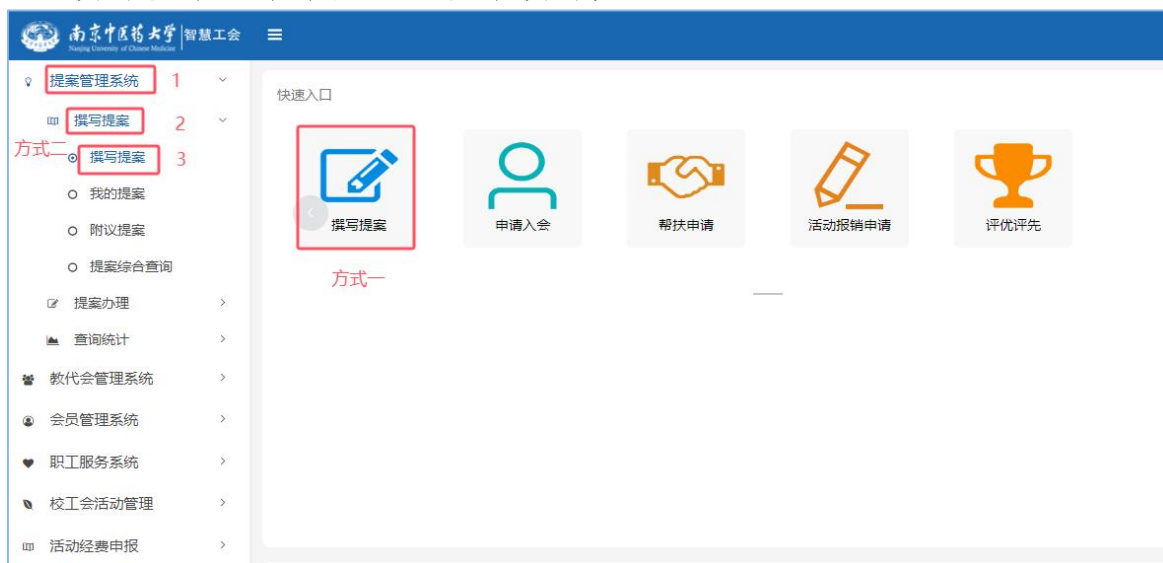 南京中医药大学 智慧工会
Nanjing University of Chinese Medicine
提案管理系统 1
撰写提案 2
方式二
撰写提案 3
我的提案
附议提案
提案综合查询
提案办理
查询统计
教代会管理系统
会员管理系统
职工服务系统
校工会活动管理
活动经费申报
快速入口
撰写提案 申请入会 帮扶申请 活动报销申请 评优评先
方式一